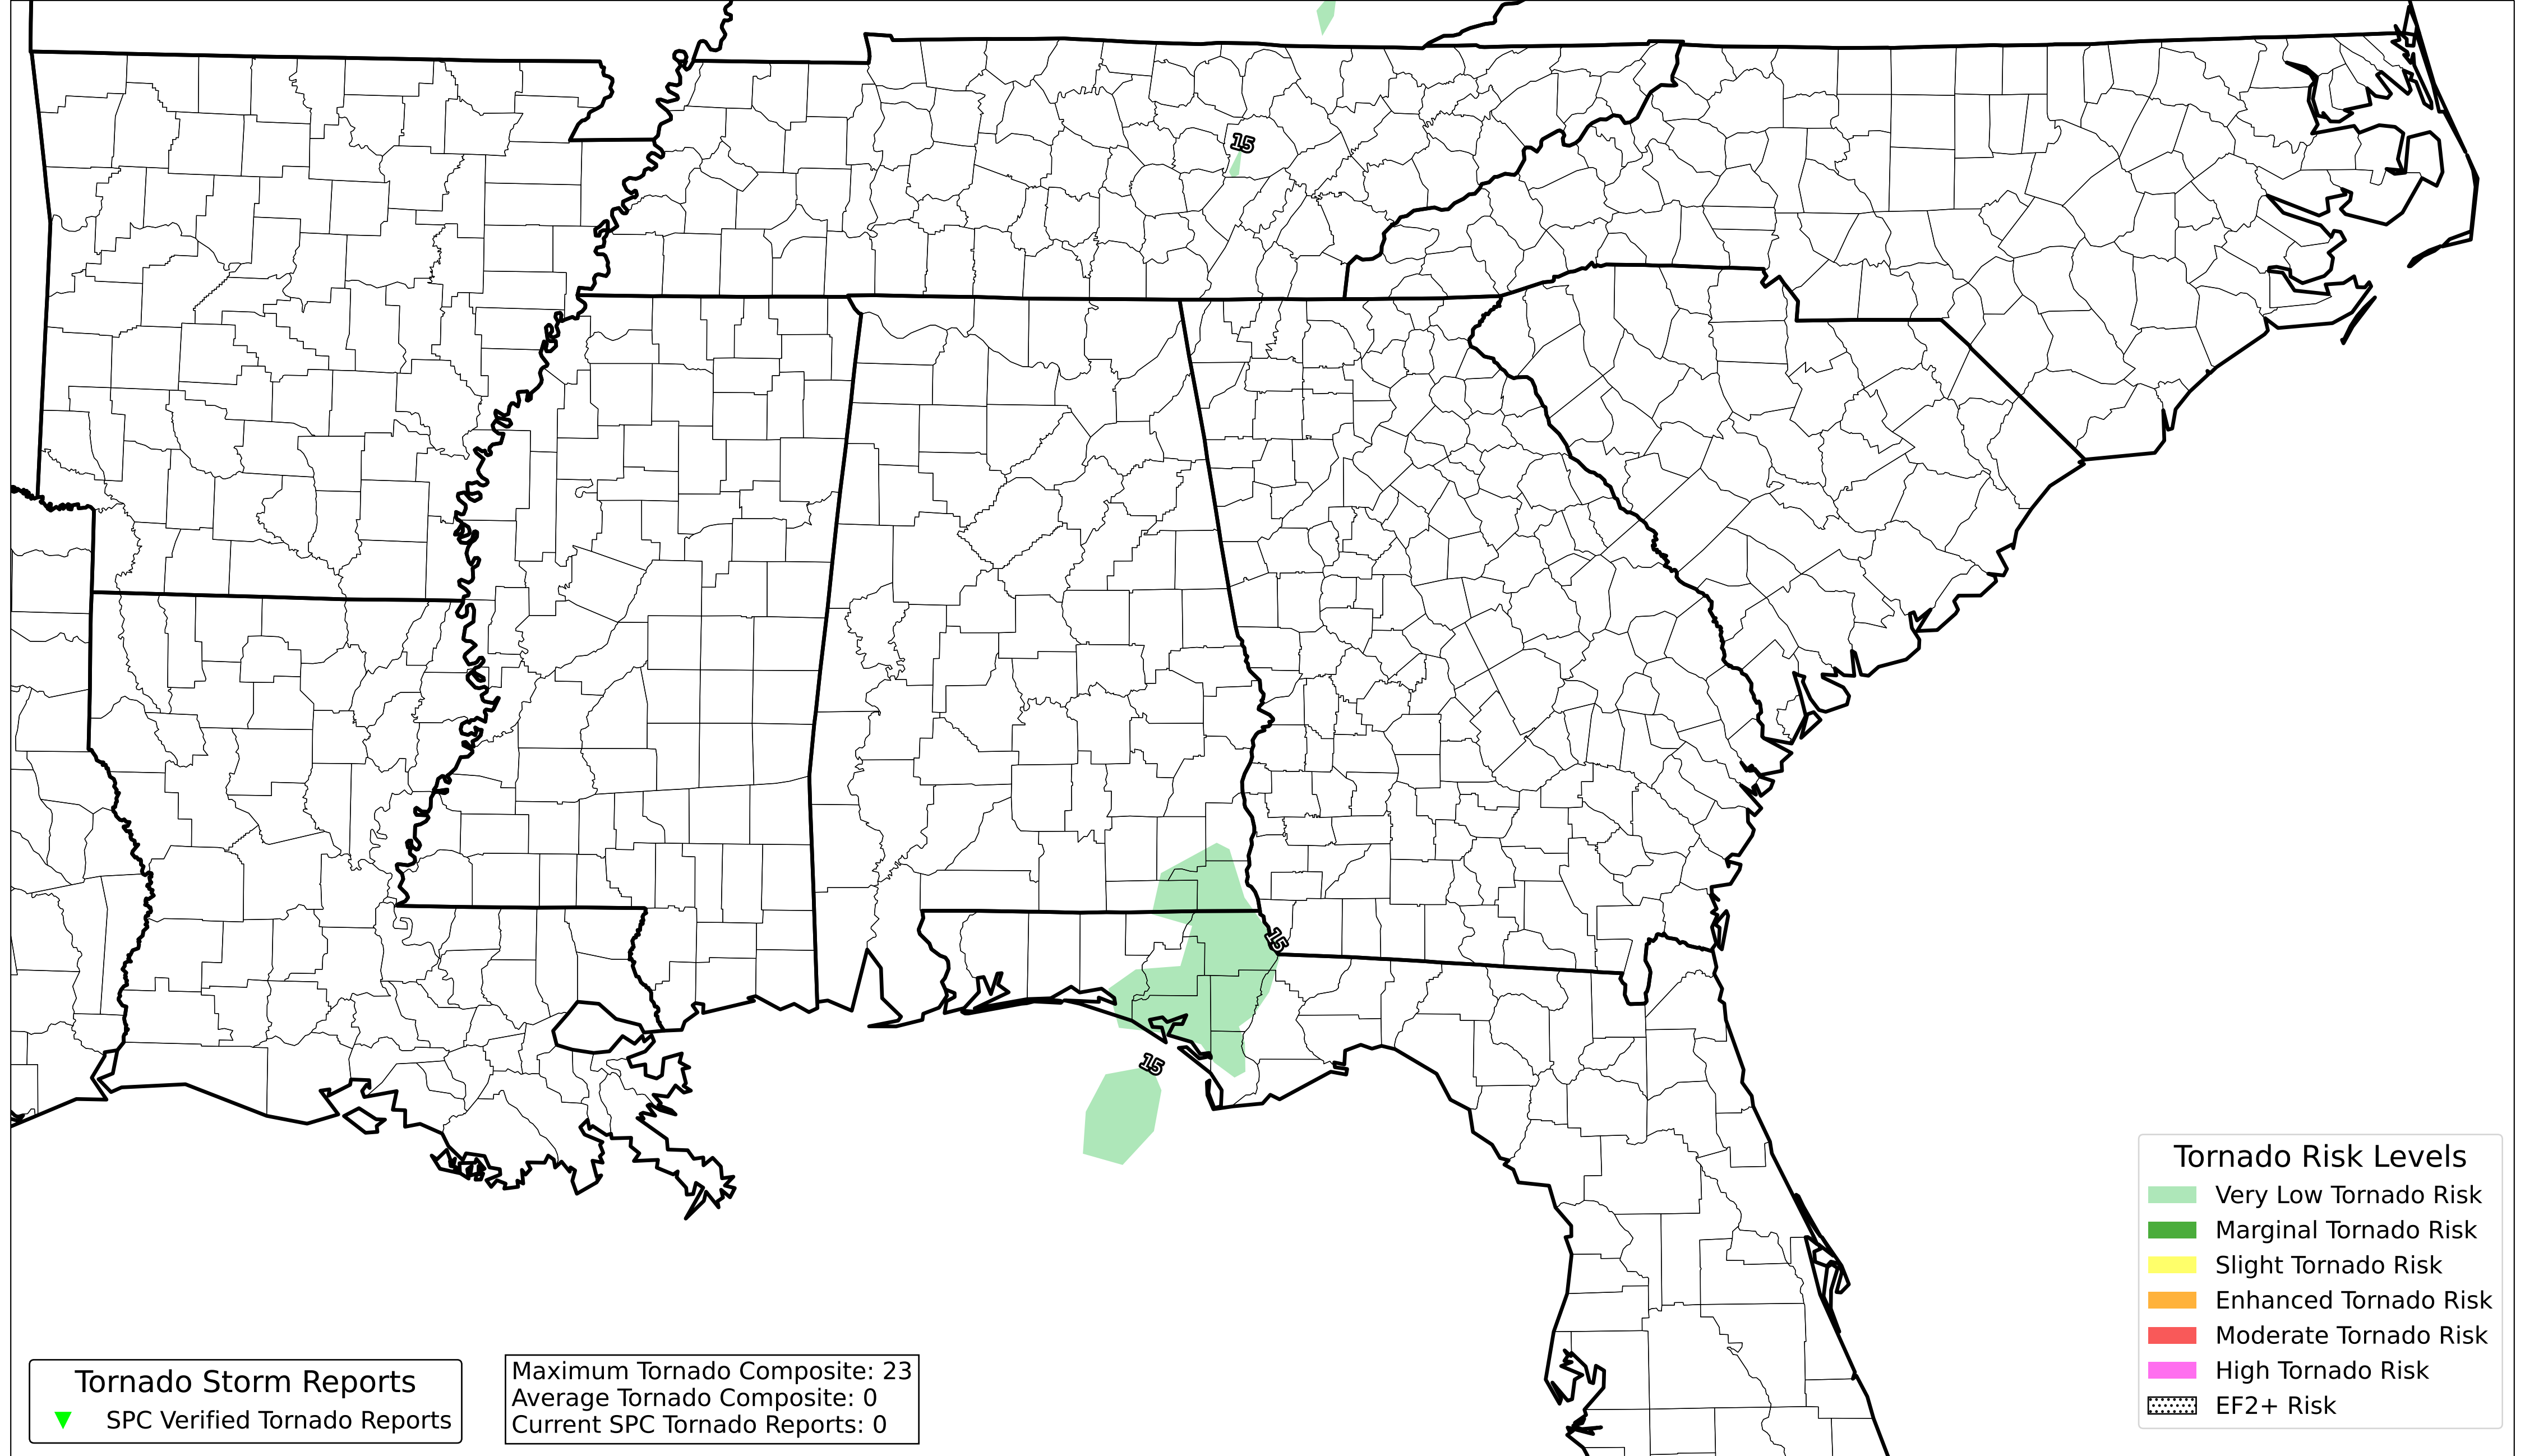 15
15
15
Tornado Risk Levels
Very Low Tornado Risk
Marginal Tornado Risk
Slight Tornado Risk
Enhanced Tornado Risk
Moderate Tornado Risk
High Tornado Risk
EF2+ Risk
Tornado Storm Reports
SPC Verified Tornado Reports
Maximum Tornado Composite: 23
Average Tornado Composite: 0
Current SPC Tornado Reports: 0